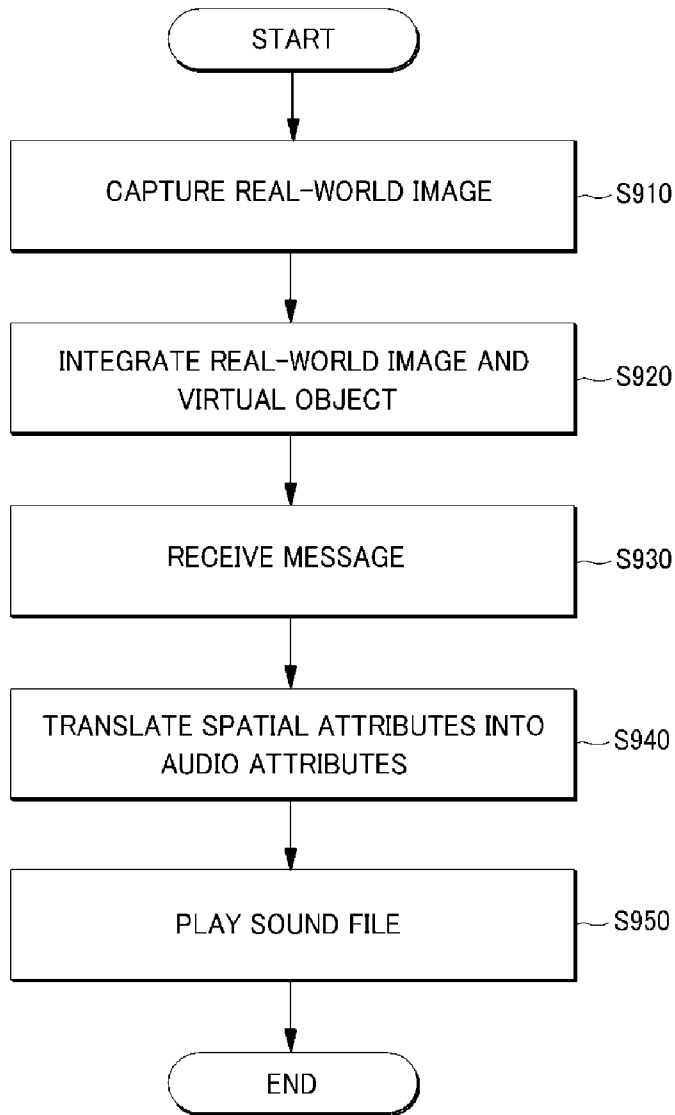 START
CAPTURE REAL-WORLD IMAGE
S910
INTEGRATE REAL-WORLD IMAGE AND
VIRTUAL OBJECT
S920
RECEIVE MESSAGE
S930
TRANSLATE SPATIAL ATTRIBUTES INTO
AUDIO ATTRIBUTES
S940
PLAY SOUND FILE
S950
END